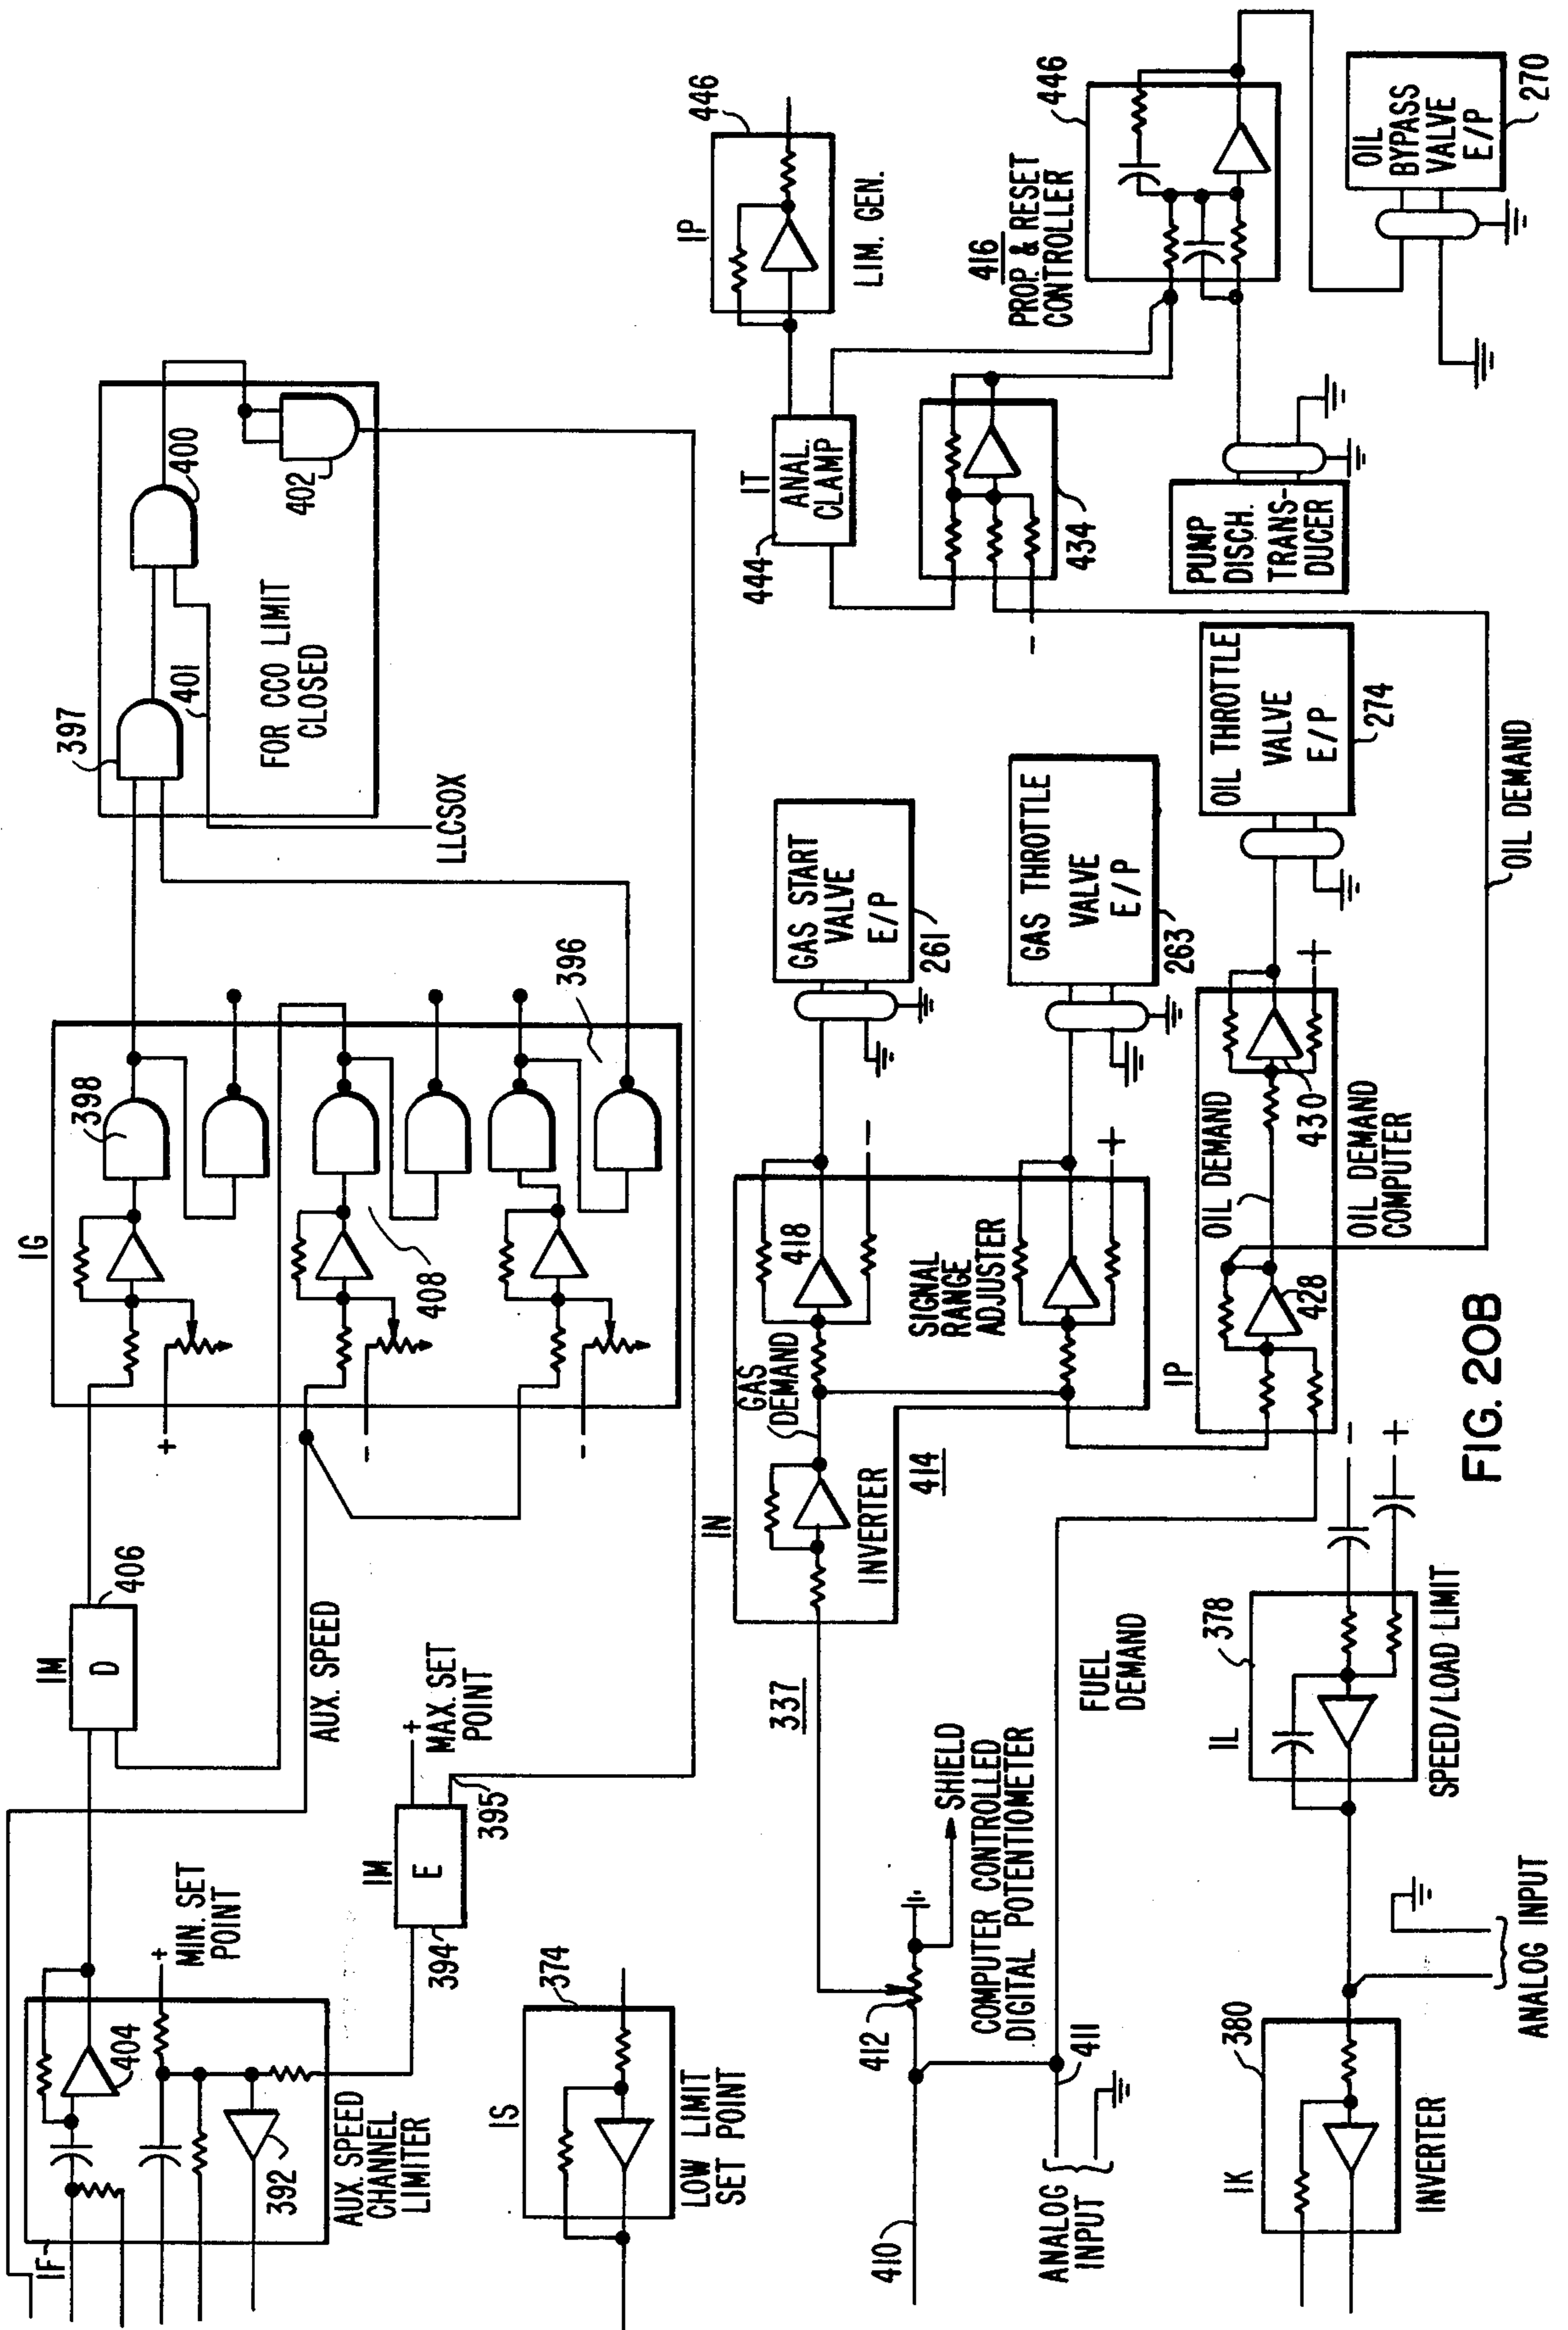 IF
404
392
AUX. SPEED
CHANNEL
LIMITER
+ MIN. SET
POINT
IM
D
406
AUX. SPEED
IM
E
394
395
+ MAX. SET
POINT
IG
+
-
-
398
408
396
397
400
401
402
FOR CCO LIMIT
CLOSED
LLCSOX
IS
374
LOW LIMIT
SET POINT
337
410
412
SHIELD
COMPUTER CONTROLLED
DIGITAL POTENTIOMETER
411
ANALOG
INPUT
FUEL
DEMAND
IN
INVERTER
414
GAS
DEMAND
418
-
SIGNAL
RANGE
ADJUSTER
+
GAS START
VALVE
E/P
261
GAS THROTTLE
VALVE
E/P
263
IP
428
OIL DEMAND
430
+
OIL DEMAND
COMPUTER
OIL THROTTLE
VALVE
E/P
274
OIL DEMAND
IT
ANAL.
CLAMP
444
IP
446
LIM. GEN.
434
-
416
PROP. & RESET
CONTROLLER
446
PUMP
DISCH.
TRANS-
DUCER
OIL
BYPASS
VALVE
E/P
270
IK
380
INVERTER
ANALOG INPUT
IL
378
SPEED/LOAD LIMIT
-
+
FIG. 20B